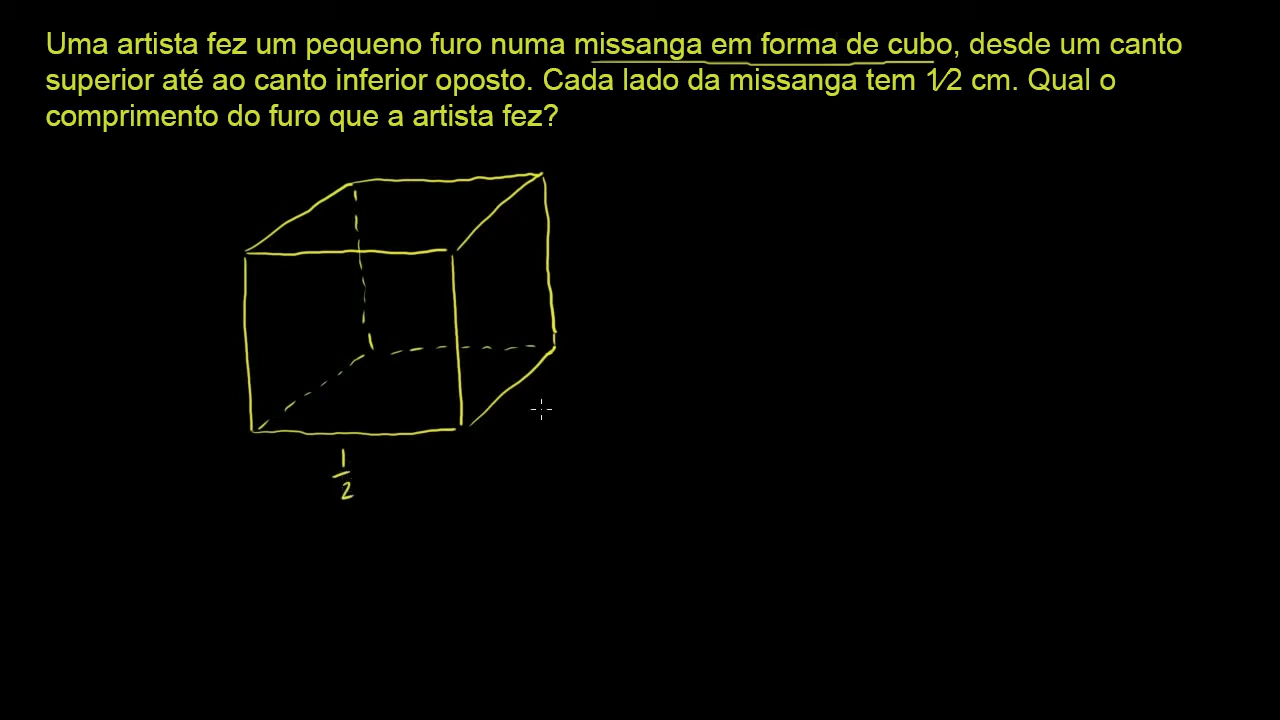 Uma artista fez um pequeno furo numa missanga em forma de cubo, desde um canto
superior até ao canto inferior oposto. Cada lado da missanga tem 1⁄2 cm. Qual o
comprimento do furo que a artista fez?
1
2